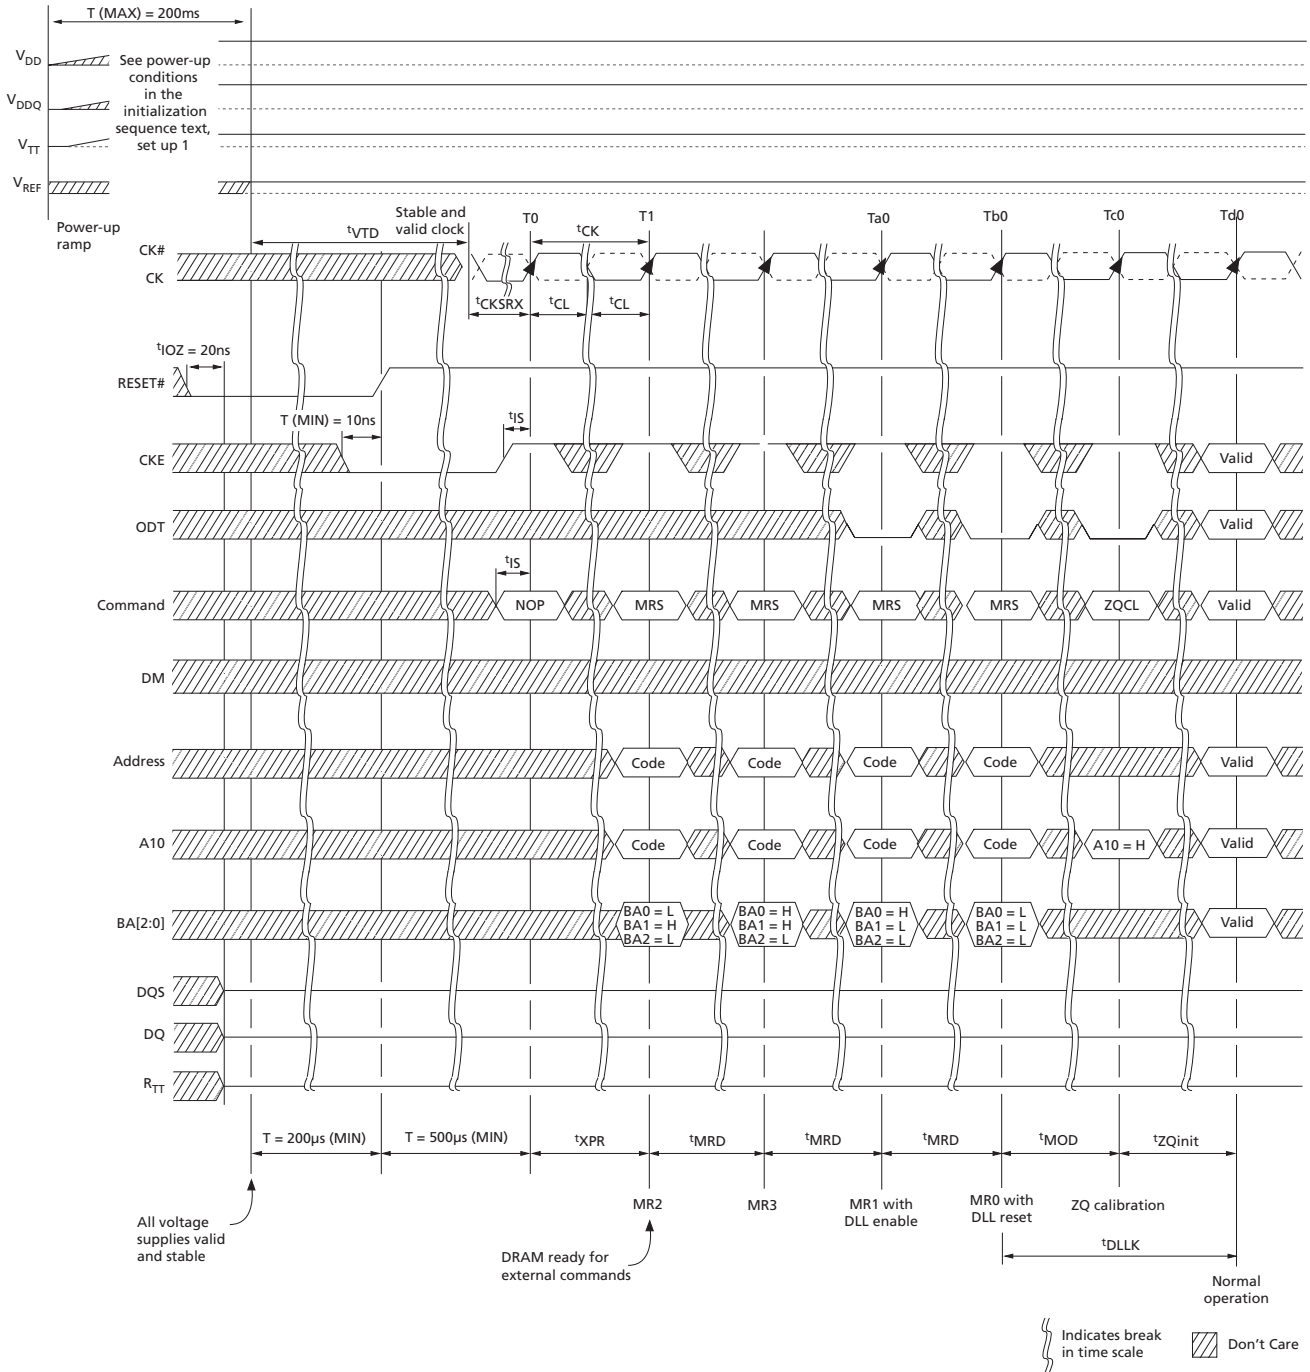 T (MAX) = 200ms
VDD
See power-up
conditions
in the
initialization
sequence text,
set up 1
VDDQ
VTT
VREF
Power-up
ramp
Stable and
valid clock
T0
T1
Ta0
Tb0
Tc0
Td0
tVTD
tCK
CK#
CK
tCKSRX
tCL
tCL
tIOZ = 20ns
RESET#
T (MIN) = 10ns
tIS
CKE
Valid
ODT
Valid
tIS
Command
NOP
MRS
MRS
MRS
MRS
ZQCL
Valid
DM
Address
Code
Code
Code
Code
Valid
A10
Code
Code
Code
Code
A10 = H
Valid
BA[2:0]
BA0 = L
BA1 = H
BA2 = L
BA0 = H
BA1 = H
BA2 = L
BA0 = H
BA1 = L
BA2 = L
BA0 = L
BA1 = L
BA2 = L
Valid
DQS
DQ
RTT
T = 200µs (MIN)
T = 500µs (MIN)
tXPR
tMRD
tMRD
tMRD
tMOD
tZQinit
All voltage
supplies valid
and stable
MR2
MR3
MR1 with
DLL enable
MR0 with
DLL reset
ZQ calibration
DRAM ready for
external commands
tDLLK
Normal
operation
Indicates break
in time scale
Don't Care